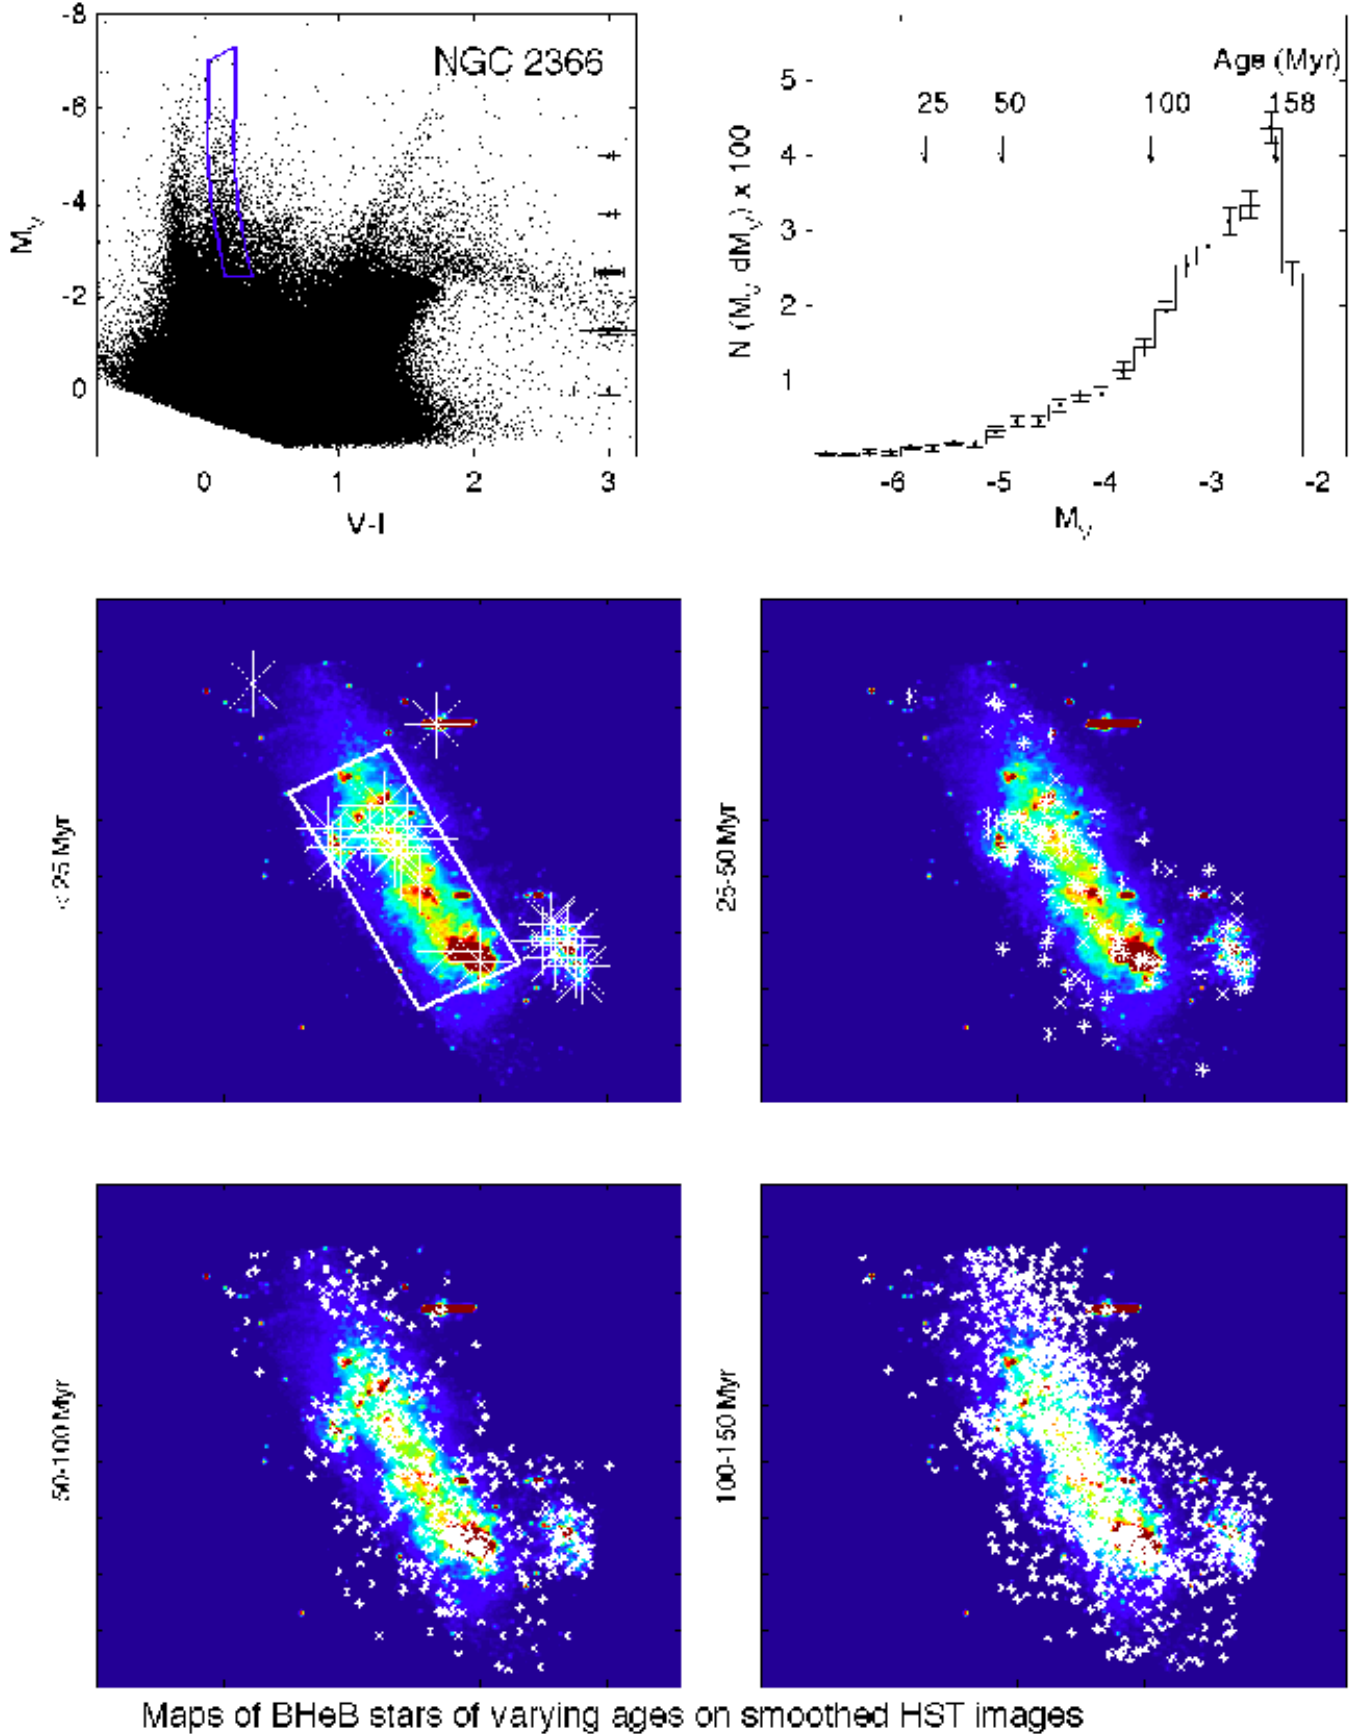 NGC 2366
-8
-6
-4
-2
0
M_V
0 1 2 3
V-I
Age (Myr)
25 50 100 158
5
4
3
2
1
N (M_V, dM_V) x 100
-6 -5 -4 -3 -2
M_V
< 25 Myr
25-50 Myr
50-100 Myr
100-150 Myr
Maps of BHeB stars of varying ages on smoothed HST images